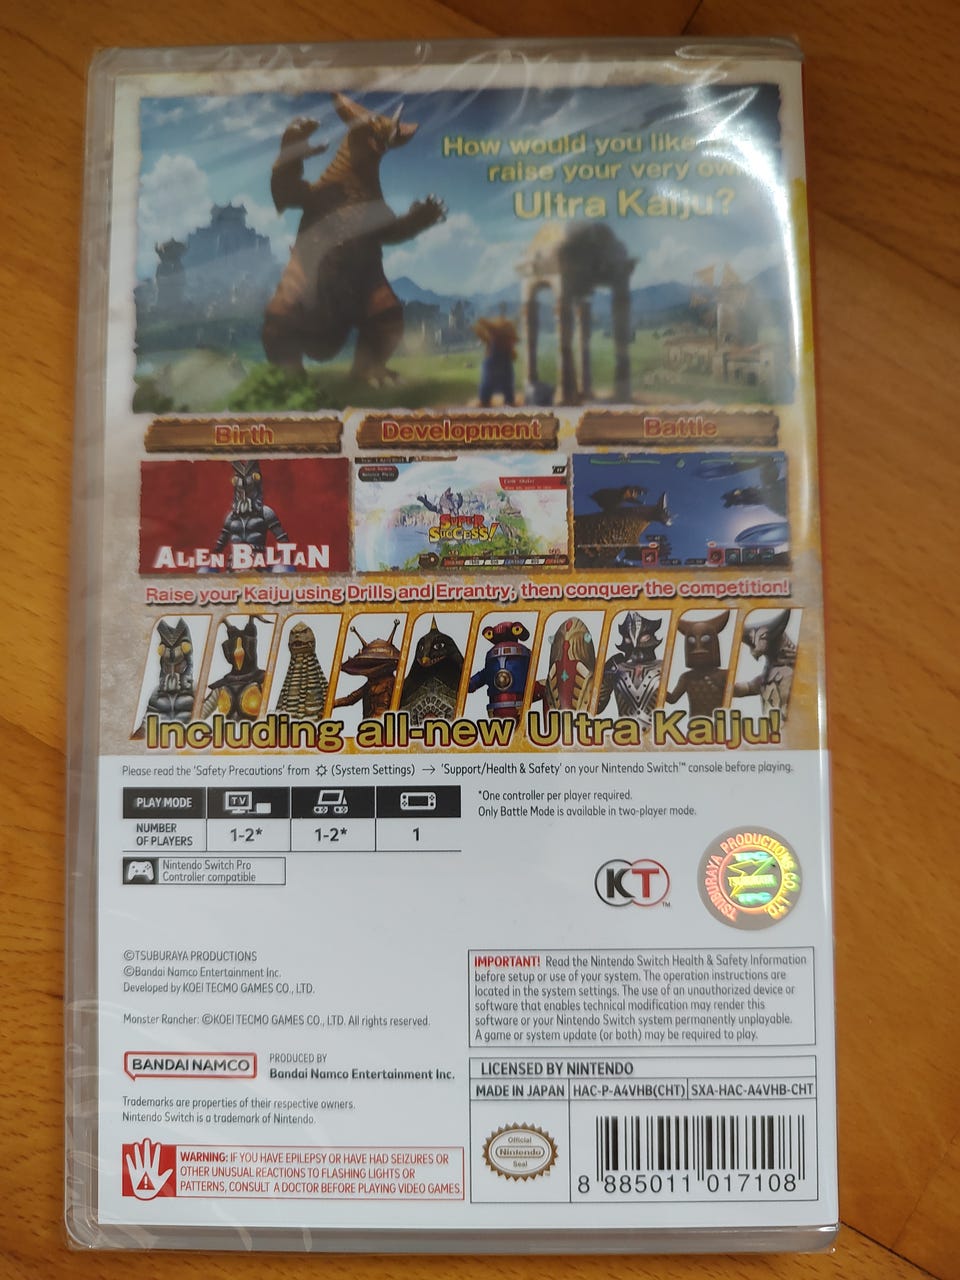 How would you like
raise your very own
Ultra Kaiju?
Birth
Development
Battle
ALIEN BALTAN
SUPER
SUCCESS!
Raise your Kaiju using Drills and Errantry, then conquer the competition!
Including all-new Ultra Kaiju!
Please read the 'Safety Precautions' from (System Settings) → 'Support/Health & Safety' on your Nintendo Switch™ console before playing.
PLAY MODE
TV
NUMBER
OF PLAYERS
1-2*
1-2*
1
*One controller per player required.
Only Battle Mode is available in two-player mode.
Nintendo Switch Pro
Controller compatible
KT™
TSUBURAYA PRODUCTIONS CO., LTD.
©TSUBURAYA PRODUCTIONS
©Bandai Namco Entertainment Inc.
Developed by KOEI TECMO GAMES CO., LTD.
Monster Rancher: ©KOEI TECMO GAMES CO., LTD. All rights reserved.
BANDAI NAMCO
PRODUCED BY
Bandai Namco Entertainment Inc.
Trademarks are properties of their respective owners.
Nintendo Switch is a trademark of Nintendo.
WARNING: IF YOU HAVE EPILEPSY OR HAVE HAD SEIZURES OR
OTHER UNUSUAL REACTIONS TO FLASHING LIGHTS OR
PATTERNS, CONSULT A DOCTOR BEFORE PLAYING VIDEO GAMES.
IMPORTANT! Read the Nintendo Switch Health & Safety Information
before setup or use of your system. The operation instructions are
located in the system settings. The use of an unauthorized device or
software that enables technical modification may render this
software or your Nintendo Switch system permanently unplayable.
A game or system update (or both) may be required to play.
LICENSED BY NINTENDO
MADE IN JAPAN HAC-P-A4VHB(CHT) SXA-HAC-A4VHB-CHT
Official
Nintendo
Seal
8 885011 017108